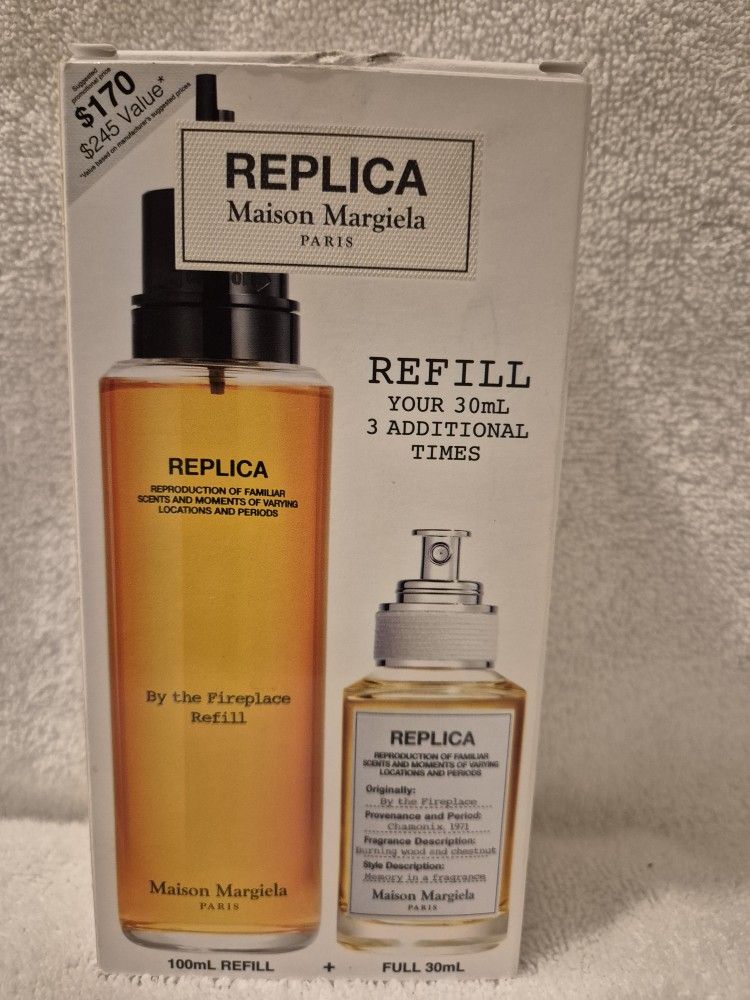 Suggested
promotional price
$170
$245 Value*
*Value based on manufacturer's suggested prices
REPLICA
Maison Margiela
PARIS
REFILL
YOUR 30mL
3 ADDITIONAL
TIMES
REPLICA
REPRODUCTION OF FAMILIAR
SCENTS AND MOMENTS OF VARYING
LOCATIONS AND PERIODS
By the Fireplace
Refill
Maison Margiela
PARIS
REPLICA
REPRODUCTION OF FAMILIAR
SCENTS AND MOMENTS OF VARYING
LOCATIONS AND PERIODS
Originally:
By the Fireplace
Provenance and Period:
Chamonix, 1971
Fragrance Description:
Burning wood and chestnut
Style Description:
Memory in a fragrance
Maison Margiela
PARIS
100mL REFILL + FULL 30mL